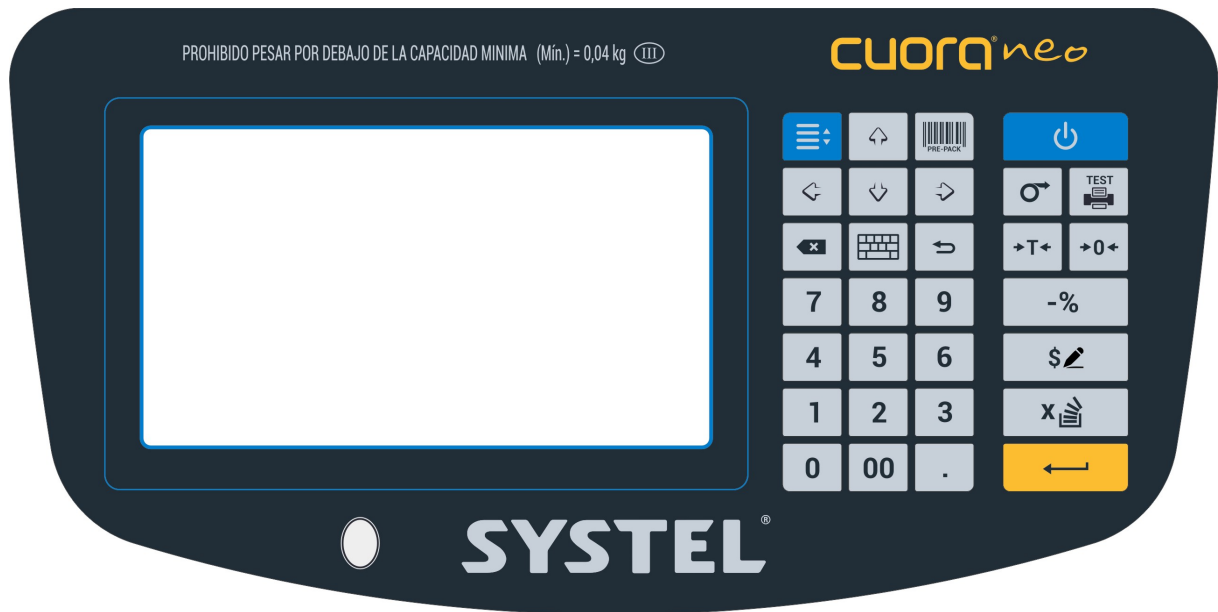 PROHIBIDO PESAR POR DEBAJO DE LA CAPACIDAD MINIMA (Mín.) = 0,04 kg III
cuora® neo
PRE-PACK
TEST
→T← →0←
7 8 9 -%
4 5 6 $
1 2 3 x
0 00 .
SYSTEL®